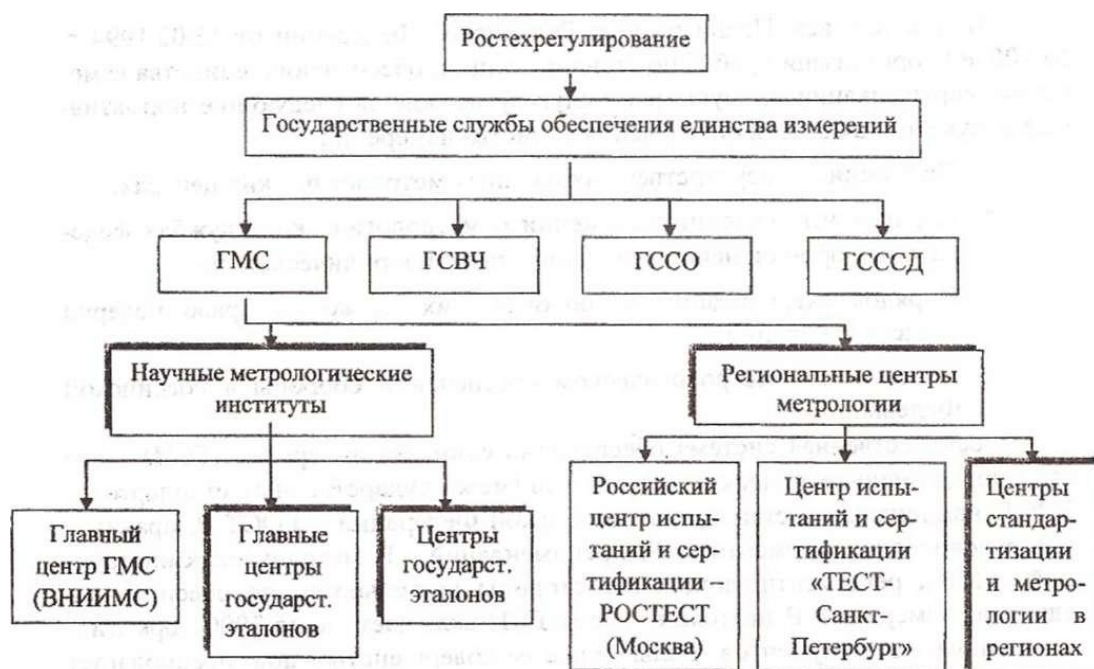 Ростехрегулирование
Государственные службы обеспечения единства измерений
ГМС
ГСВЧ
ГССО
ГСССД
Научные метрологические
институты
Региональные центры
метрологии
Главный
центр ГМС
(ВНИИМС)
Главные
центры
государст.
эталонов
Центры
государст.
эталонов
Российский
центр испы-
таний и сер-
тификации –
РОСТЕСТ
(Москва)
Центр испы-
таний и сер-
тификации
«ТЕСТ-
Санкт-
Петербург»
Центры
стандар-
тизации
и метро-
логии в
регионах